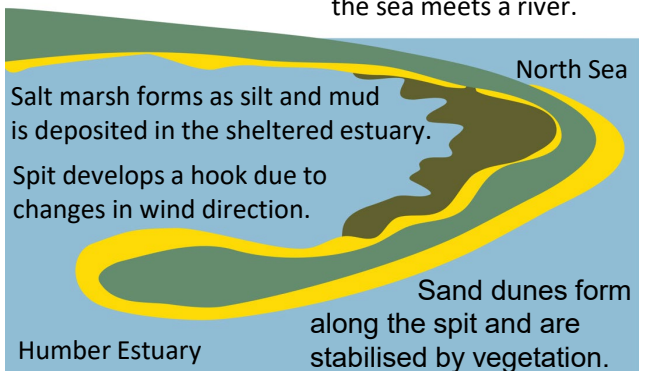 the sea meets a river.
North Sea
Salt marsh forms as silt and mud
is deposited in the sheltered estuary.
Spit develops a hook due to
changes in wind direction.
Sand dunes form
along the spit and are
stabilised by vegetation.
Humber Estuary